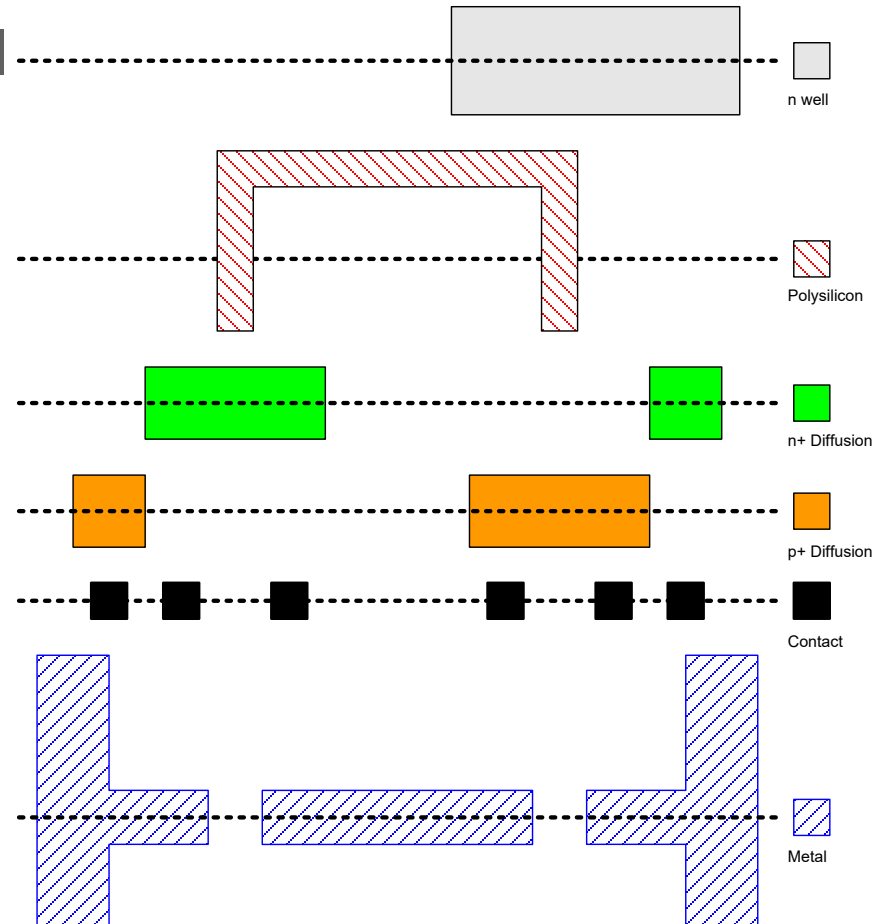 n well
Polysilicon
n+ Diffusion
p+ Diffusion
Contact
Metal